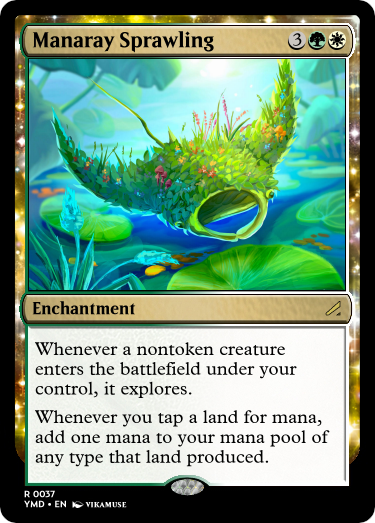 Manaray Sprawling 3
Enchantment
Whenever a nontoken creature
enters the battlefield under your
control, it explores.
Whenever you tap a land for mana,
add one mana to your mana pool of
any type that land produced.
R 0037
YMD • EN VIKAMUSE